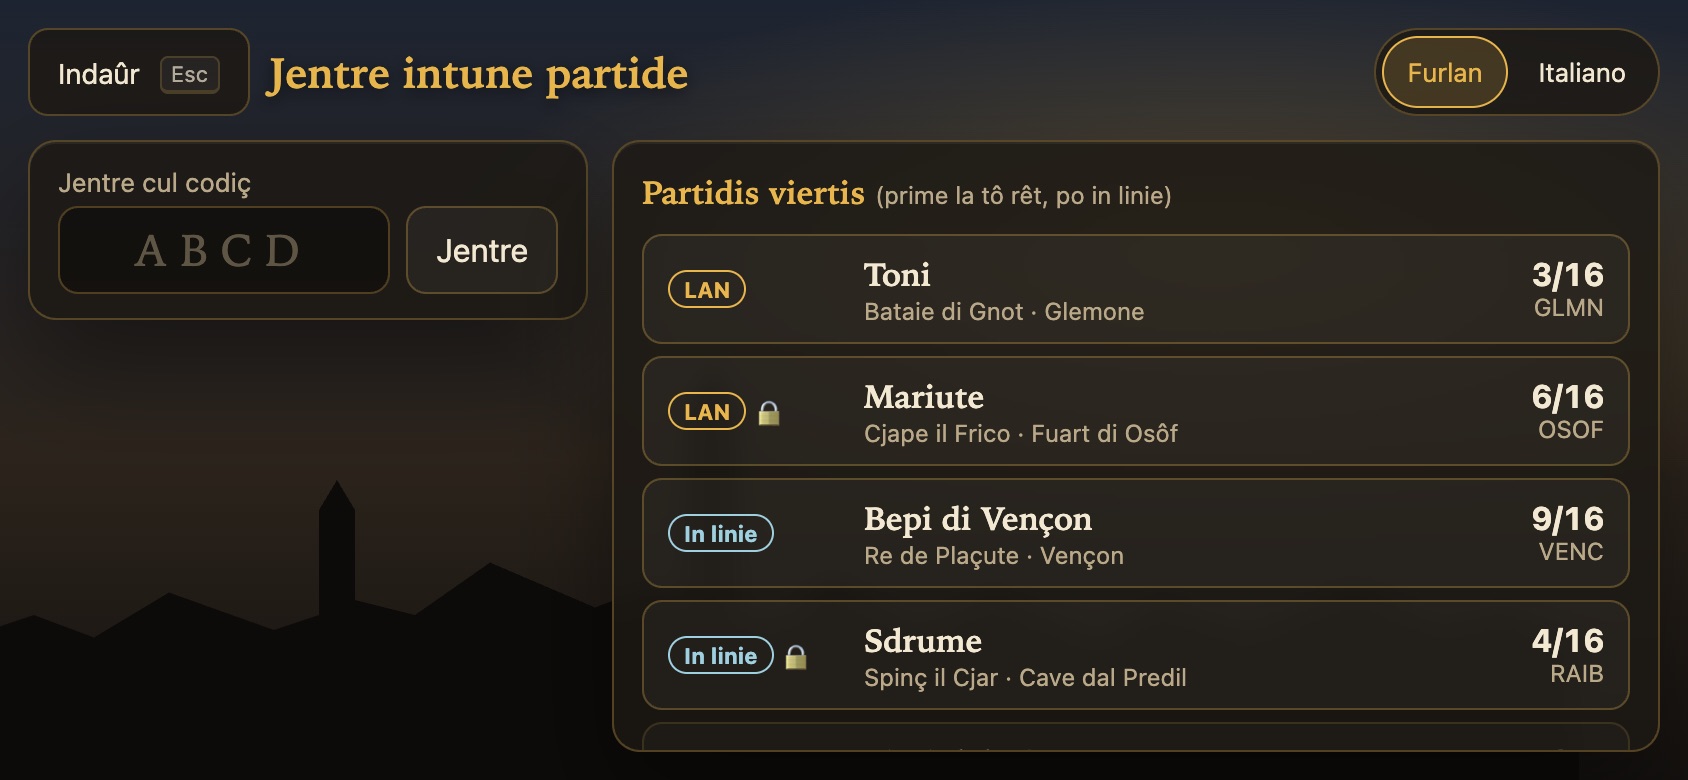 Indaûr Esc
Jentre intune partide
Furlan Italiano
Jentre cul codiç
ABCD Jentre
Partidis viertis (prime la tô rêt, po in linie)
LAN Toni 3/16
Bataie di Gnot · Glemone GLMN
LAN Mariute 6/16
Cjape il Frico · Fuart di Osôf OSOF
In linie Bepi di Vençon 9/16
Re de Plaçute · Vençon VENC
In linie Sdrume 4/16
Spinç il Cjar · Cave dal Predil RAIB